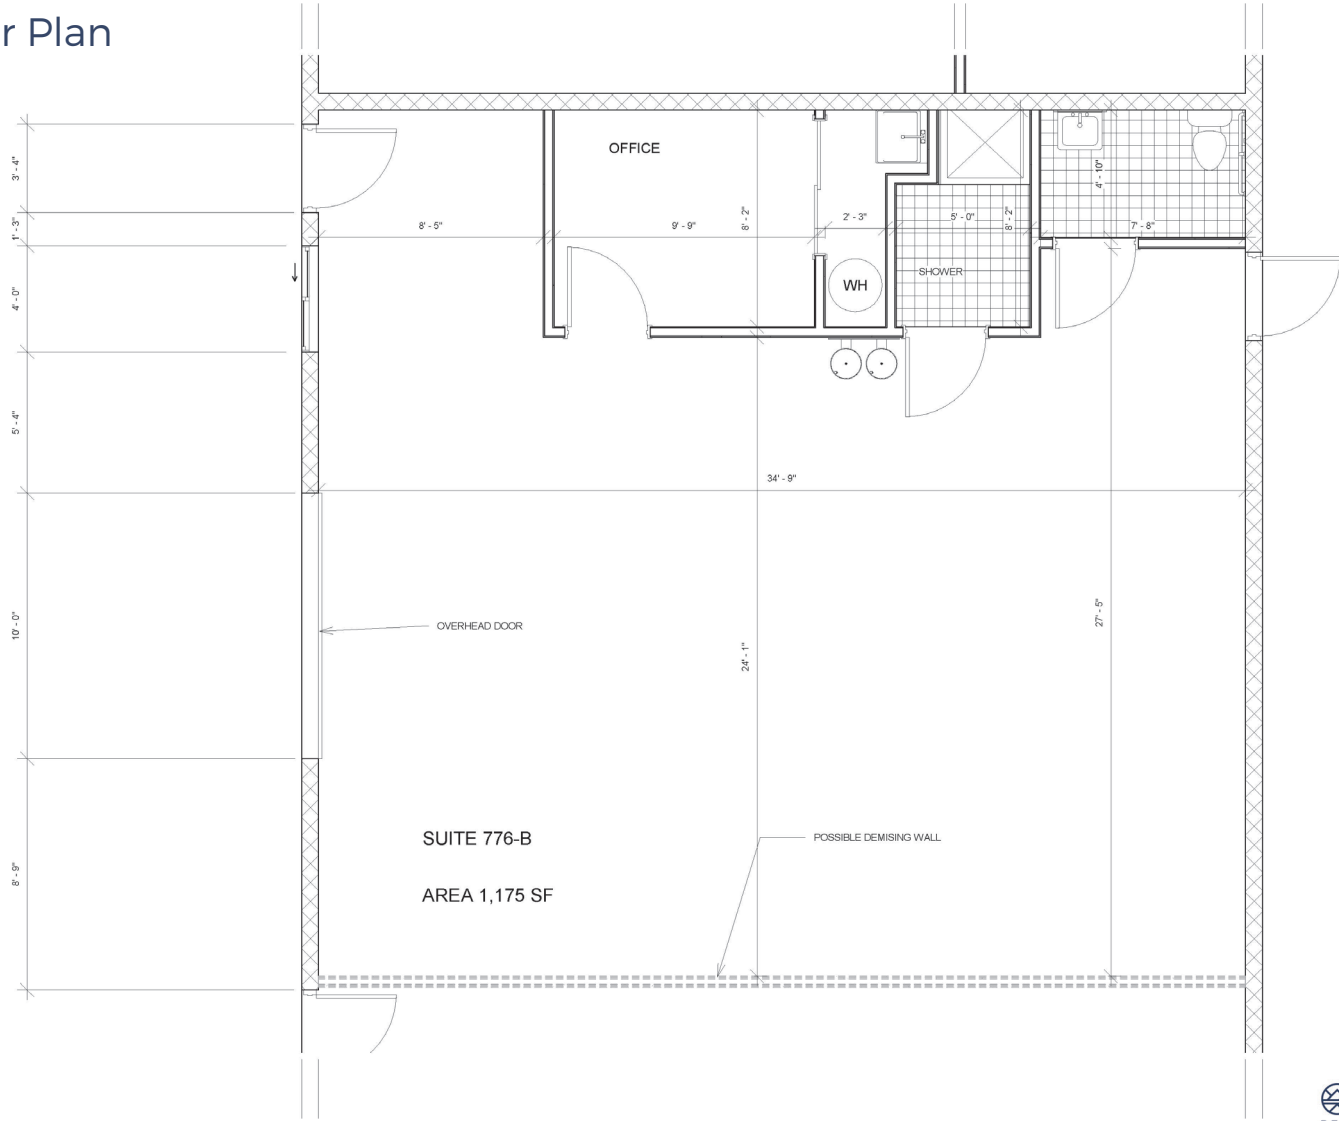 r Plan
OFFICE
3' - 4"
4' - 10"
1' - 3"
8' - 5"
9' - 9"
8' - 2"
2' - 3"
5' - 0"
8' - 2"
7' - 8"
SHOWER
WH
4' - 0"
5' - 4"
34' - 9"
10' - 0"
OVERHEAD DOOR
27' - 5"
24' - 1"
SUITE 776-B
POSSIBLE DEMISING WALL
8' - 9"
AREA 1,175 SF